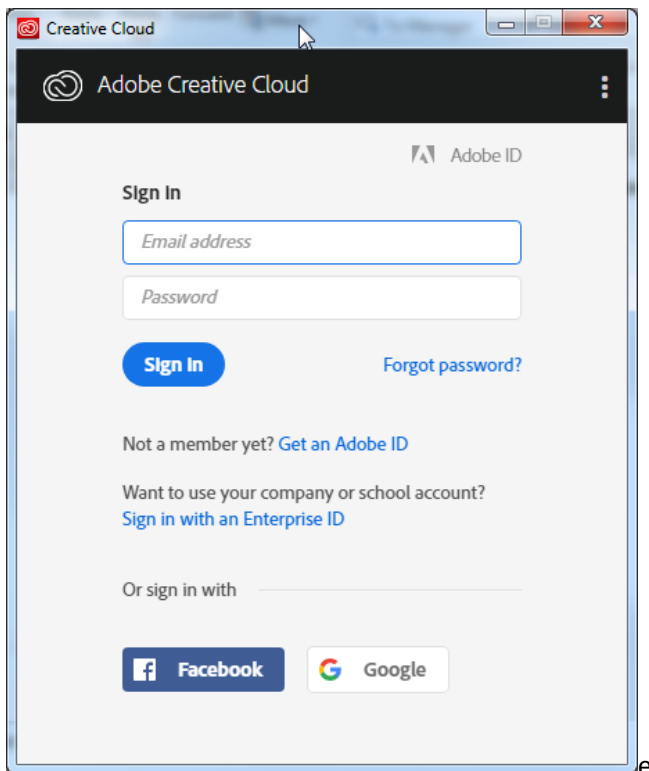 Creative Cloud
Adobe Creative Cloud
Adobe ID
Sign In
Email address
Password
Sign In
Forgot password?
Not a member yet? Get an Adobe ID
Want to use your company or school account?
Sign in with an Enterprise ID
Or sign in with
Facebook
Google
e